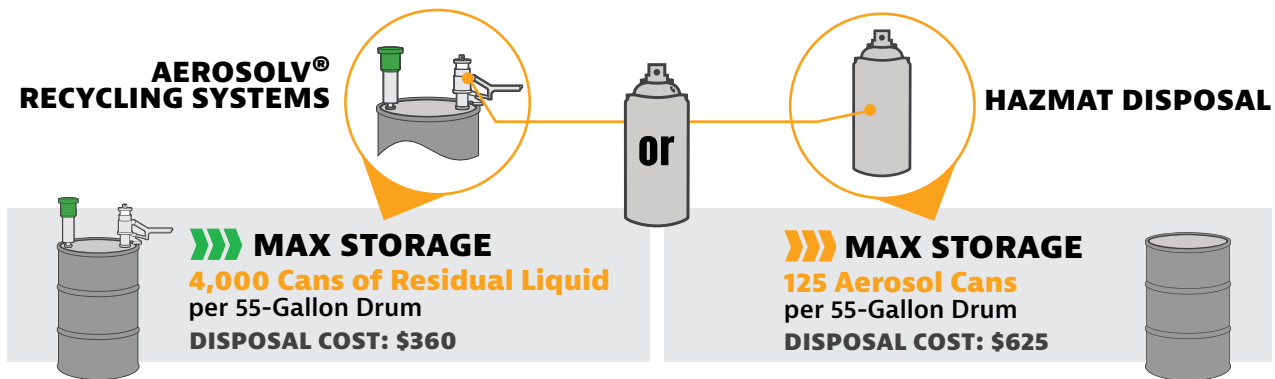 AEROSOLV®
RECYCLING SYSTEMS
or
HAZMAT DISPOSAL
MAX STORAGE
4,000 Cans of Residual Liquid
per 55-Gallon Drum
DISPOSAL COST: $360
MAX STORAGE
125 Aerosol Cans
per 55-Gallon Drum
DISPOSAL COST: $625